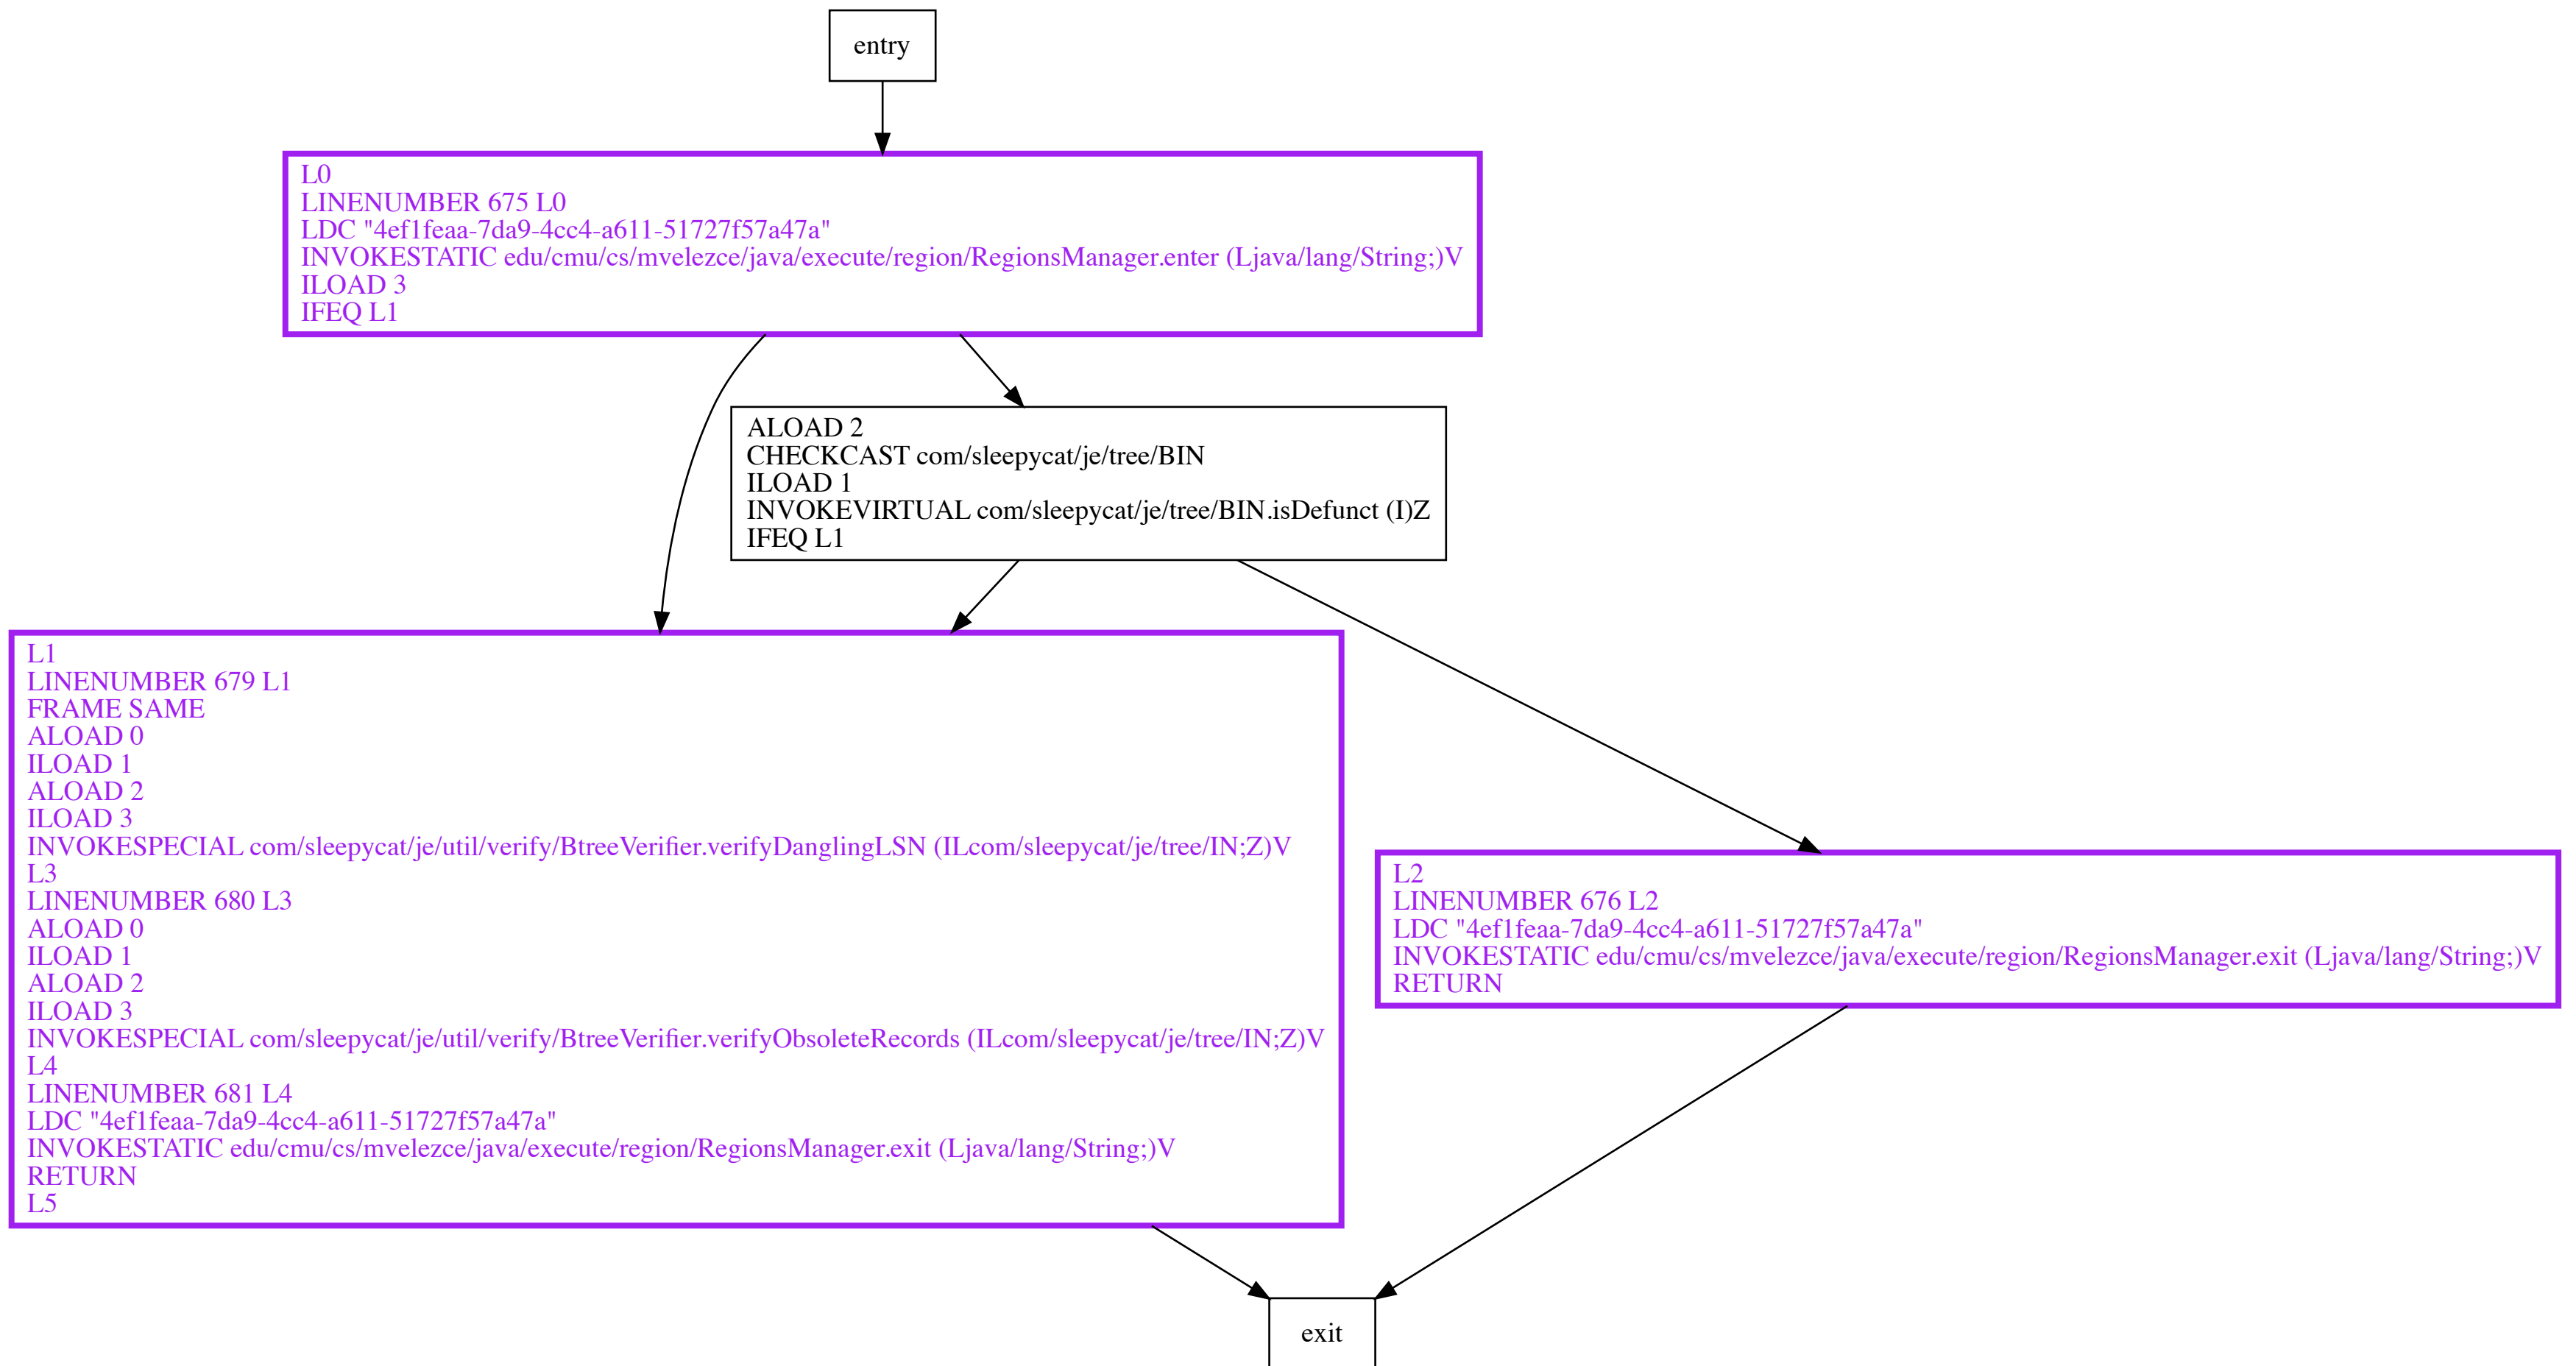 entry
L0
LINENUMBER 675 L0
LDC "4ef1feaa-7da9-4cc4-a611-51727f57a47a"
INVOKESTATIC edu/cmu/cs/mvelezce/java/execute/region/RegionsManager.enter (Ljava/lang/String;)V
ILOAD 3
IFEQ L1
ALOAD 2
CHECKCAST com/sleepycat/je/tree/BIN
ILOAD 1
INVOKEVIRTUAL com/sleepycat/je/tree/BIN.isDefunct (I)Z
IFEQ L1
L1
LINENUMBER 679 L1
FRAME SAME
ALOAD 0
ILOAD 1
ALOAD 2
ILOAD 3
INVOKESPECIAL com/sleepycat/je/util/verify/BtreeVerifier.verifyDanglingLSN (ILcom/sleepycat/je/tree/IN;Z)V
L3
LINENUMBER 680 L3
ALOAD 0
ILOAD 1
ALOAD 2
ILOAD 3
INVOKESPECIAL com/sleepycat/je/util/verify/BtreeVerifier.verifyObsoleteRecords (ILcom/sleepycat/je/tree/IN;Z)V
L4
LINENUMBER 681 L4
LDC "4ef1feaa-7da9-4cc4-a611-51727f57a47a"
INVOKESTATIC edu/cmu/cs/mvelezce/java/execute/region/RegionsManager.exit (Ljava/lang/String;)V
RETURN
L5
L2
LINENUMBER 676 L2
LDC "4ef1feaa-7da9-4cc4-a611-51727f57a47a"
INVOKESTATIC edu/cmu/cs/mvelezce/java/execute/region/RegionsManager.exit (Ljava/lang/String;)V
RETURN
exit